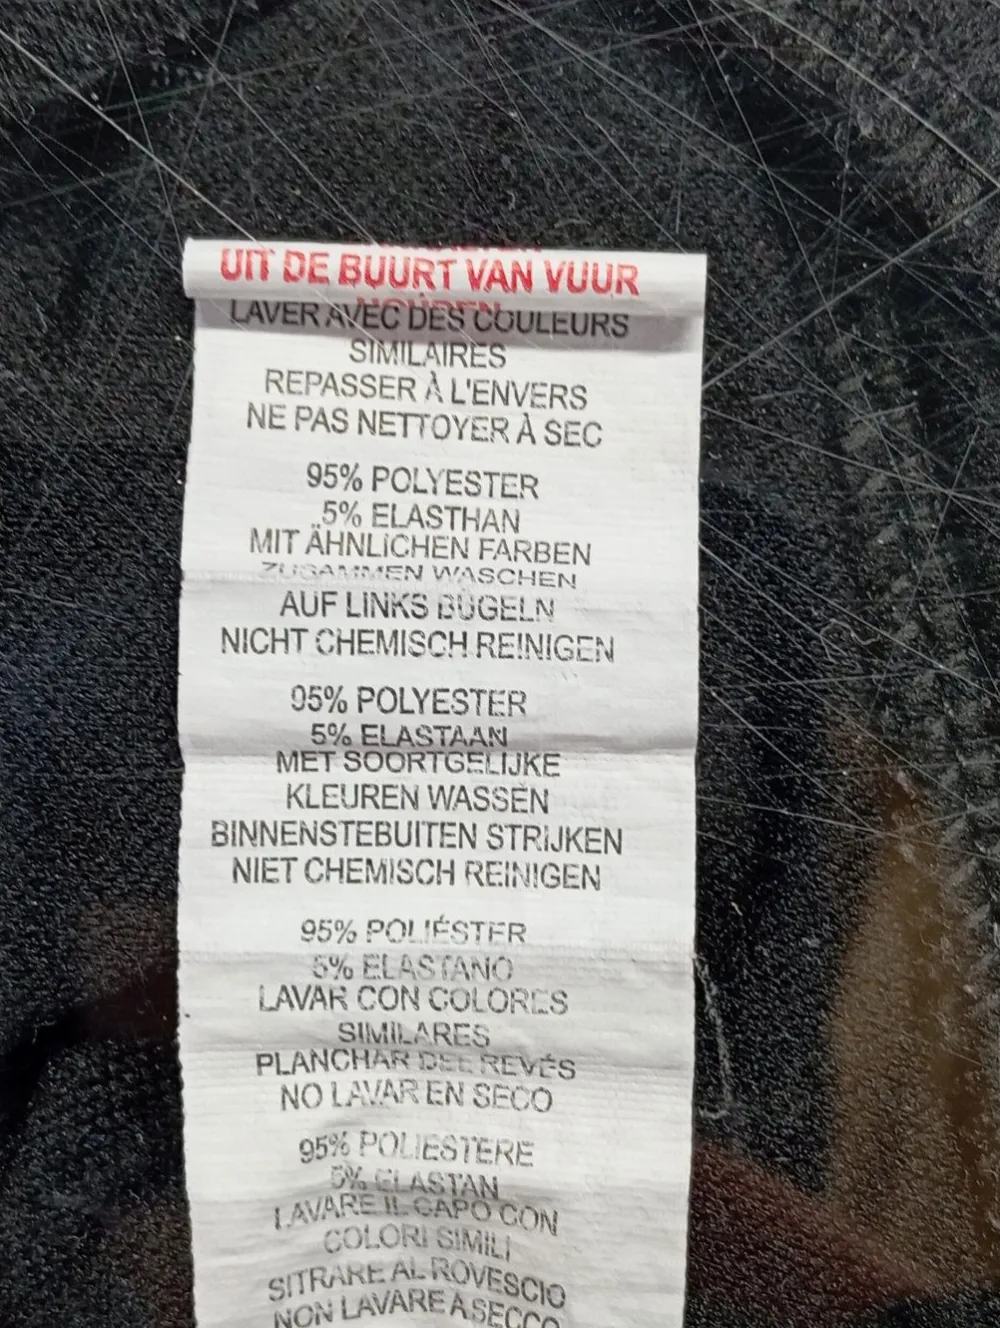 UIT DE BUURT VAN VUUR
HOUDEN
LAVER AVEC DES COULEURS
SIMILAIRES
REPASSER À L'ENVERS
NE PAS NETTOYER À SEC
95% POLYESTER
5% ELASTHAN
MIT ÄHNLICHEN FARBEN
ZUSAMMEN WASCHEN
AUF LINKS BÜGELN
NICHT CHEMISCH REINIGEN
95% POLYESTER
5% ELASTAAN
MET SOORTGELIJKE
KLEUREN WASSEN
BINNENSTEBUITEN STRIJKEN
NIET CHEMISCH REINIGEN
95% POLIÉSTER
5% ELASTANO
LAVAR CON COLORES
SIMILARES
PLANCHAR DEL REVÉS
NO LAVAR EN SECO
95% POLIESTERE
5% ELASTAN
LAVARE IL CAPO CON
COLORI SIMILI
SITRARE AL ROVESCIO
NON LAVARE A SECCO